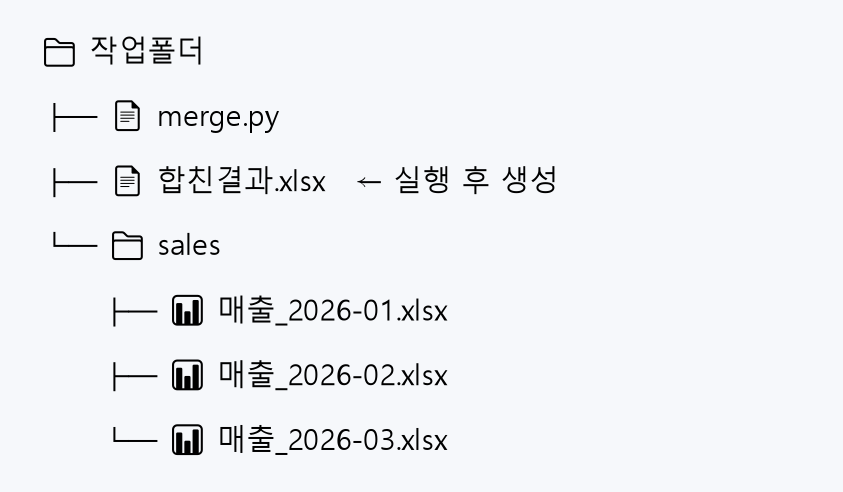 작업폴더
├── merge.py
├── 합친결과.xlsx ← 실행 후 생성
└── sales
├── 매출_2026-01.xlsx
├── 매출_2026-02.xlsx
└── 매출_2026-03.xlsx